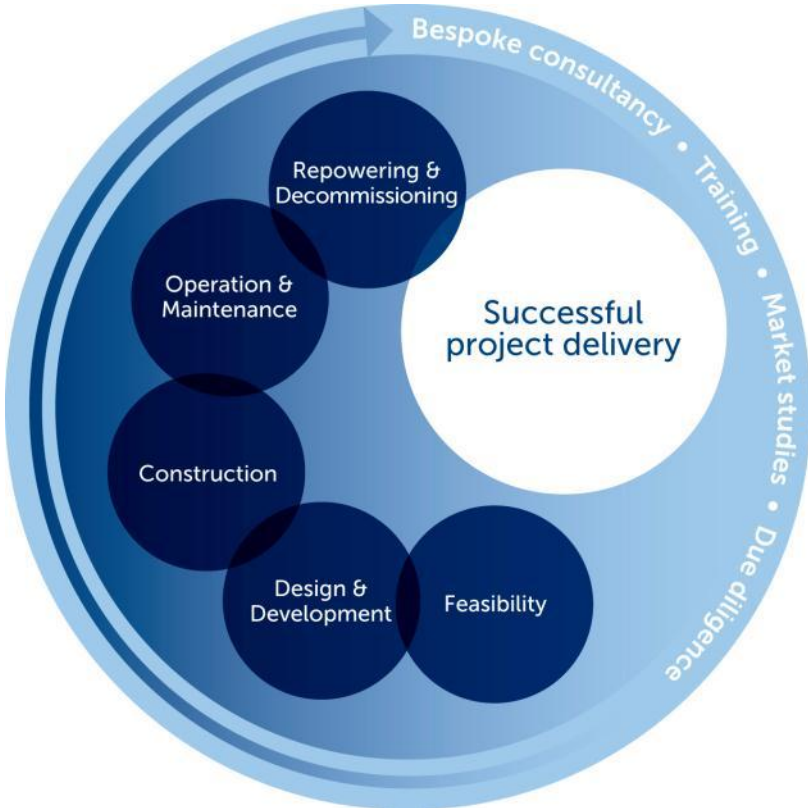 Bespoke consultancy • Training • Market studies • Due diligence
Repowering &
Decommissioning
Operation &
Maintenance
Successful
project delivery
Construction
Design &
Development
Feasibility